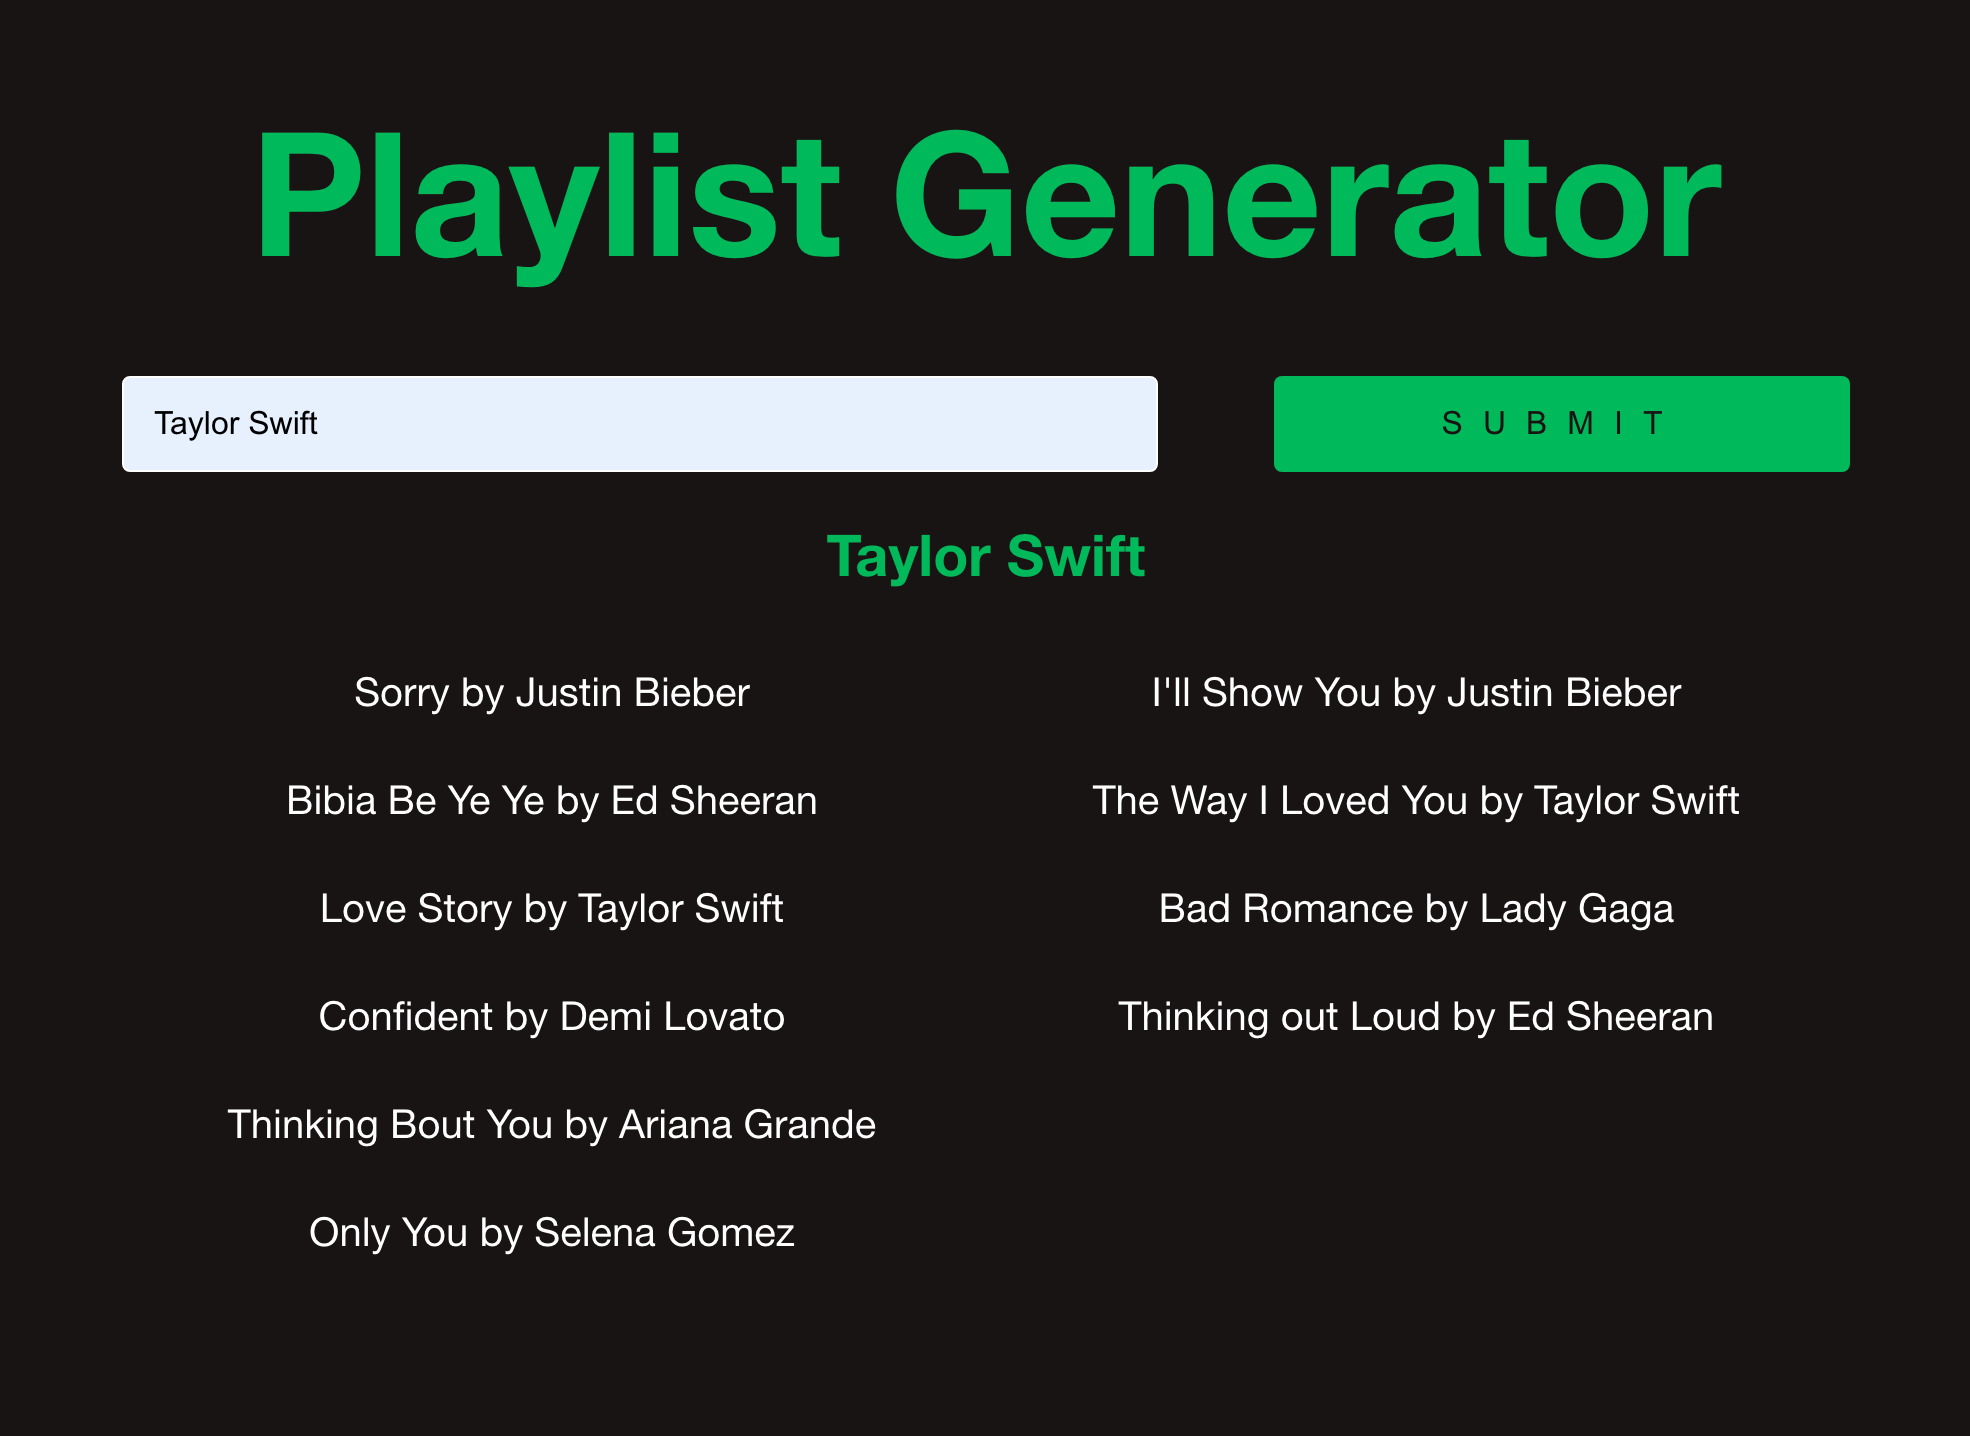 Playlist Generator
Taylor Swift
SUBMIT
Taylor Swift
Sorry by Justin Bieber
I'll Show You by Justin Bieber
Bibia Be Ye Ye by Ed Sheeran
The Way I Loved You by Taylor Swift
Love Story by Taylor Swift
Bad Romance by Lady Gaga
Confident by Demi Lovato
Thinking out Loud by Ed Sheeran
Thinking Bout You by Ariana Grande
Only You by Selena Gomez